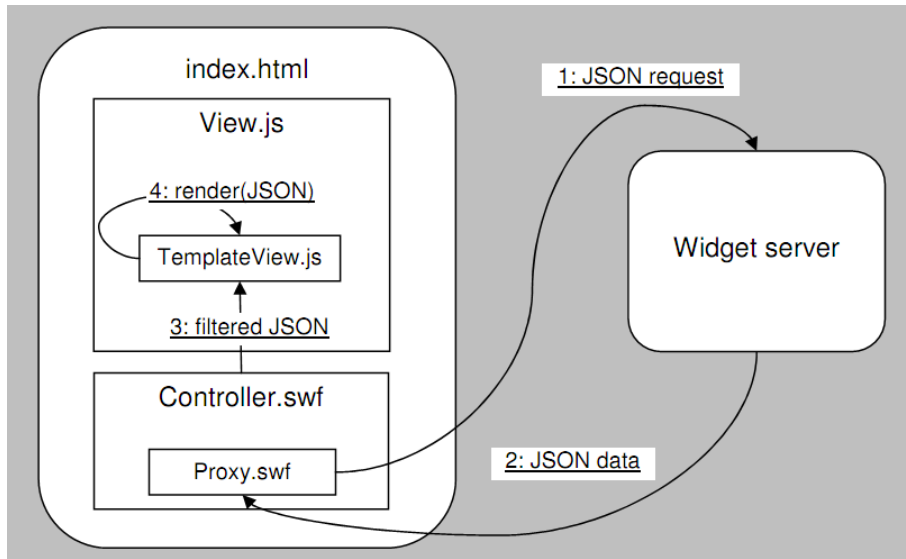 index.html
View.js
4: render(JSON)
TemplateView.js
3: filtered JSON
Controller.swf
Proxy.swf
1: JSON request
Widget server
2: JSON data